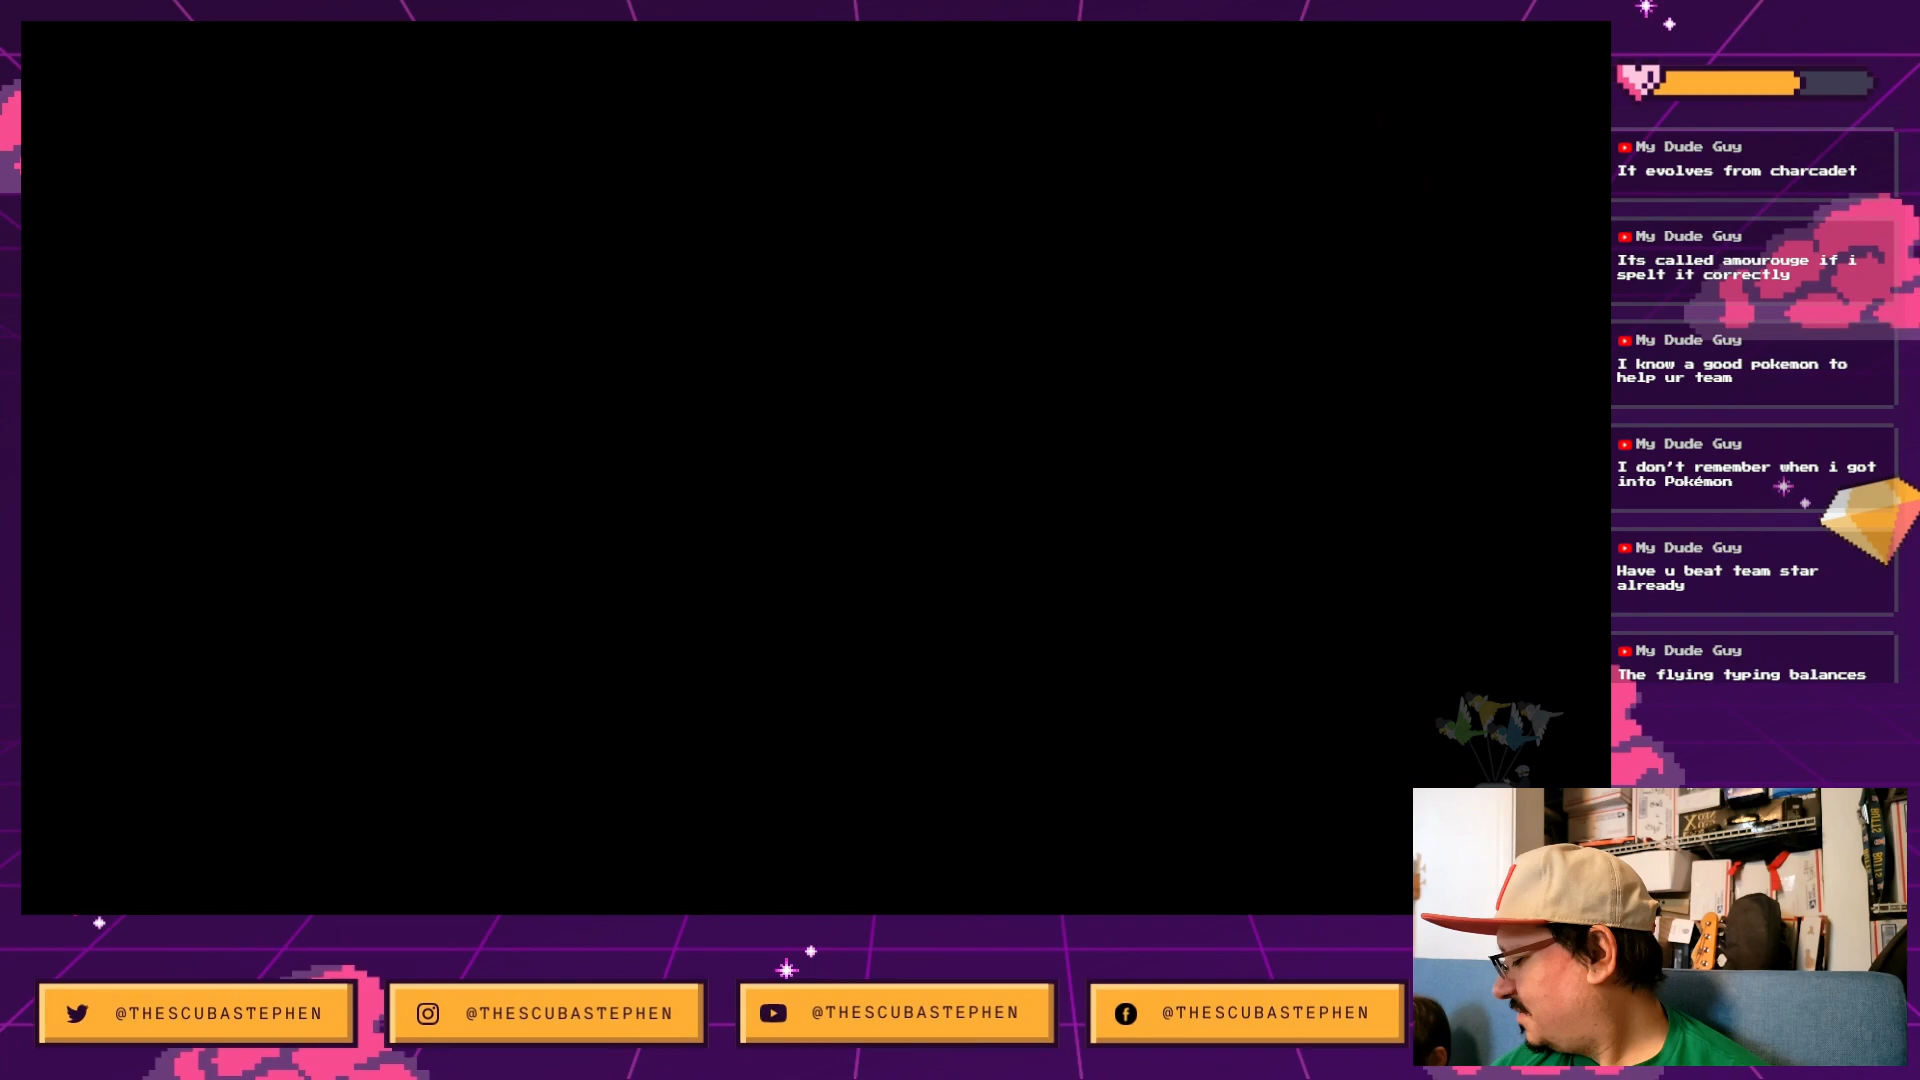 My Dude Guy
It evolves from charcadet
My Dude Guy
Its called amourouge if i
spelt it correctly
My Dude Guy
I know a good pokemon to
help ur team
My Dude Guy
I don't remember when i got
into Pokémon
My Dude Guy
Have u beat team star
already
My Dude Guy
The flying typing balances
@THESCUBASTEPHEN
@THESCUBASTEPHEN
@THESCUBASTEPHEN
@THESCUBASTEPHEN